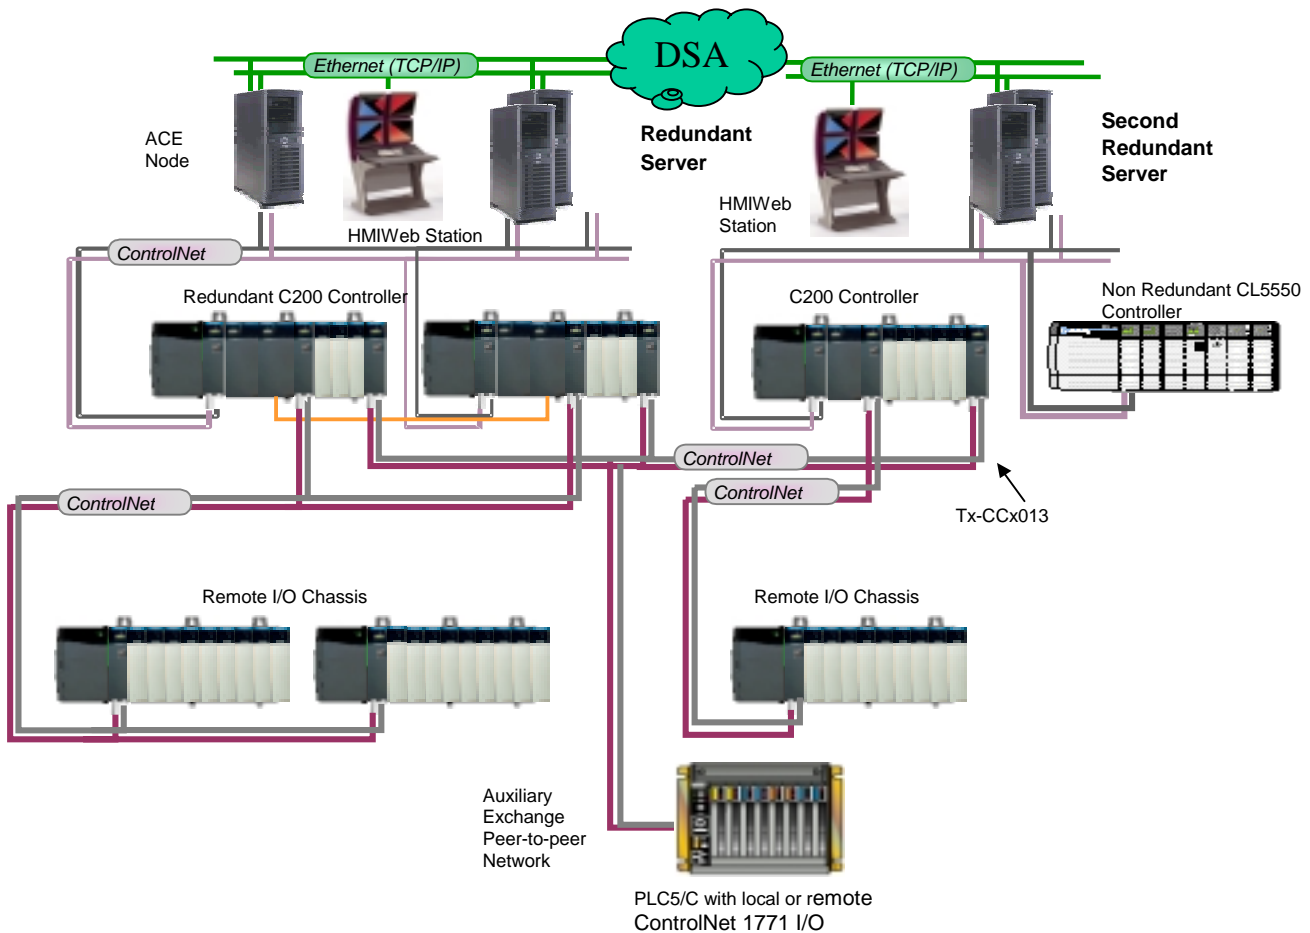 DSA
Ethernet (TCP/IP)
Ethernet (TCP/IP)
ACE
Node
Redundant
Server
Second
Redundant
Server
HMIWeb
Station
HMIWeb Station
ControlNet
Redundant C200 Controller
C200 Controller
Non Redundant CL5550
Controller
ControlNet
ControlNet
ControlNet
Tx-CCx013
Remote I/O Chassis
Remote I/O Chassis
Auxiliary
Exchange
Peer-to-peer
Network
PLC5/C with local or remote
ControlNet 1771 I/O